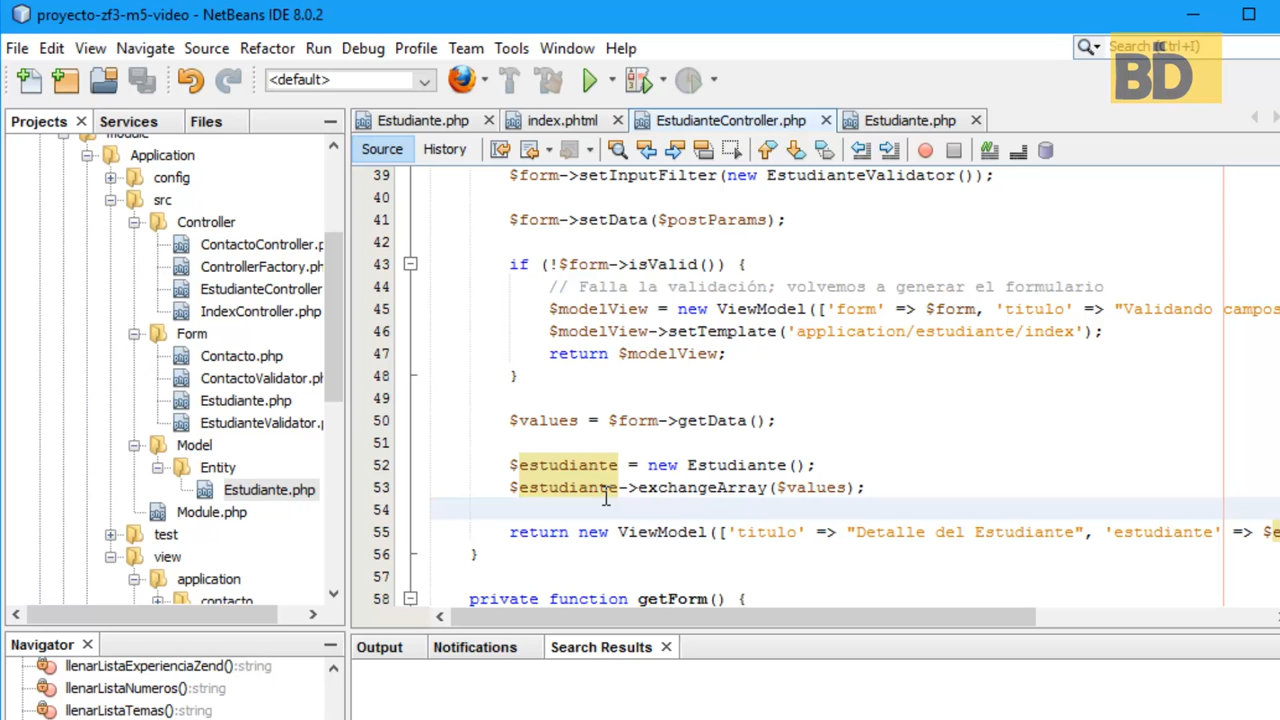 proyecto-zf3-m5-video - NetBeans IDE 8.0.2
File Edit View Navigate Source Refactor Run Debug Profile Team Tools Window Help
Search (Ctrl+I)
<default>
BD
Projects Services Files
Estudiante.php index.phtml EstudianteController.php Estudiante.php
Source History
Application
config
src
Controller
ContactoController.p
ControllerFactory.ph
EstudianteController
IndexController.php
Form
Contacto.php
ContactoValidator.ph
Estudiante.php
EstudianteValidator.
Model
Entity
Estudiante.php
Module.php
test
view
application
contacto
39 $form->setInputFilter(new EstudianteValidator());
40
41 $form->setData($postParams);
42
43 if (!$form->isValid()) {
44 // Falla la validación; volvemos a generar el formulario
45 $modelView = new ViewModel(['form' => $form, 'titulo' => "Validando campos
46 $modelView->setTemplate('application/estudiante/index');
47 return $modelView;
48 }
49
50 $values = $form->getData();
51
52 $estudiante = new Estudiante();
53 $estudiante->exchangeArray($values);
54
55 return new ViewModel(['titulo' => "Detalle del Estudiante", 'estudiante' => $e
56 }
57
58 private function getForm() {
Navigator
llenarListaExperienciaZend():string
llenarListaNumeros():string
llenarListaTemas():string
Output Notifications Search Results